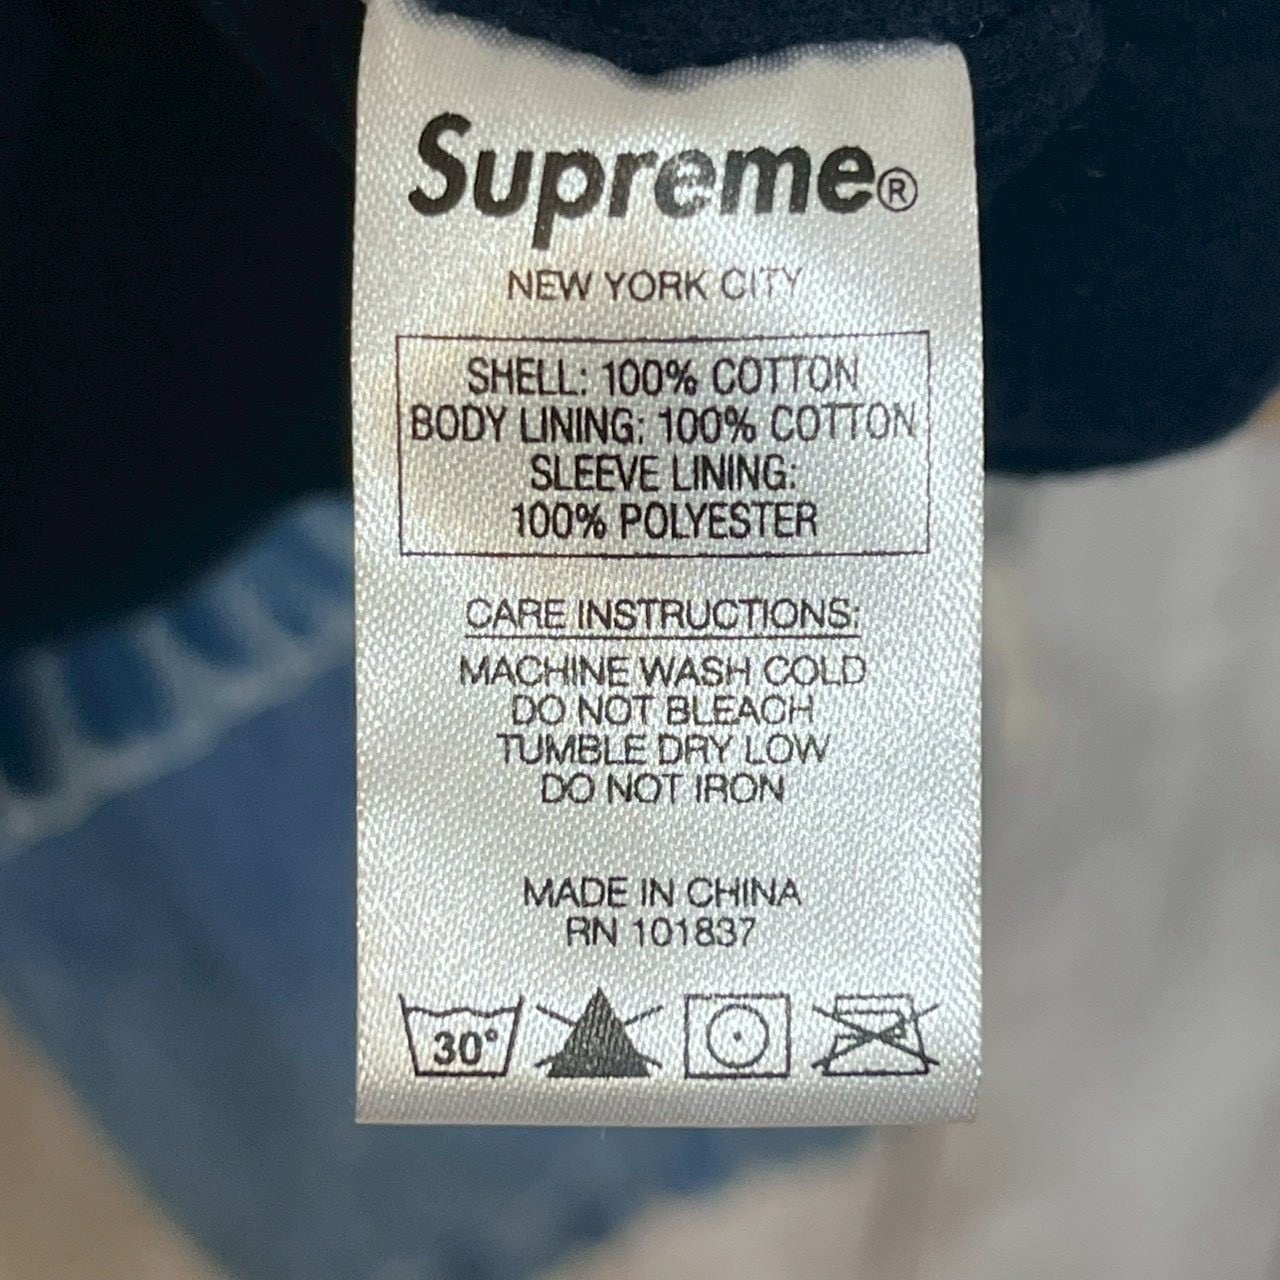 Supreme®
NEW YORK CITY
SHELL: 100% COTTON
BODY LINING: 100% COTTON
SLEEVE LINING:
100% POLYESTER
CARE INSTRUCTIONS:
MACHINE WASH COLD
DO NOT BLEACH
TUMBLE DRY LOW
DO NOT IRON
MADE IN CHINA
RN 101837
30°